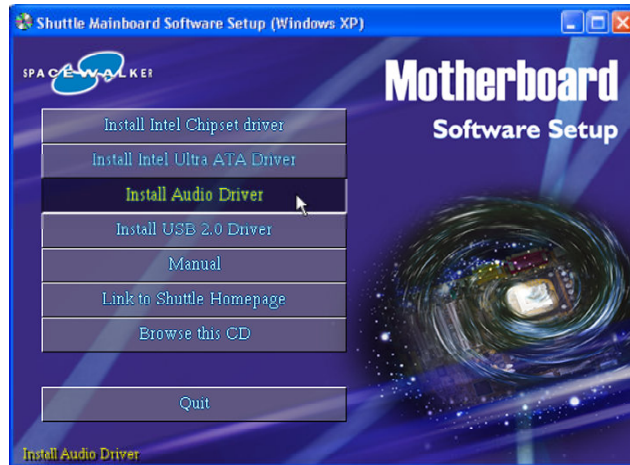 Shuttle Mainboard Software Setup (Windows XP)
SPACEWALKER
Motherboard
Software Setup
Install Intel Chipset driver
Install Intel Ultra ATA Driver
Install Audio Driver
Install USB 2.0 Driver
Manual
Link to Shuttle Homepage
Browse this CD
Quit
Install Audio Driver